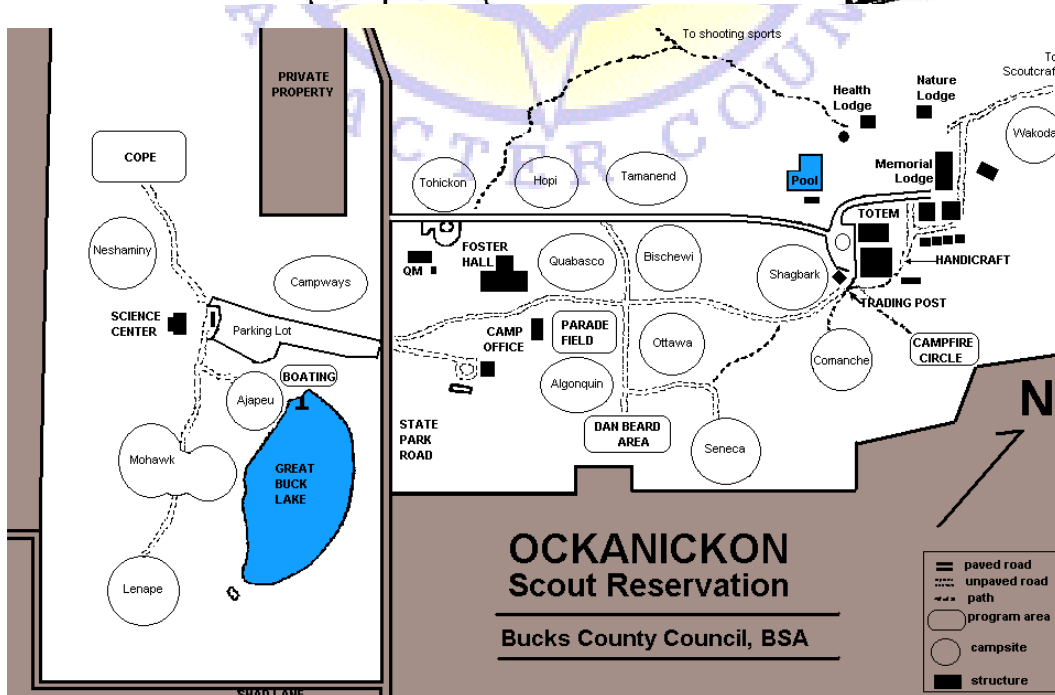 To shooting sports
PRIVATE
PROPERTY
To
Scoutcraft
Health
Lodge
Nature
Lodge
Wakoda
COPE
Tohickon
Hopi
Tamanend
Pool
Memorial
Lodge
TOTEM
Neshaminy
Campways
QM
FOSTER
HALL
Quabasco
Bischewi
Shagbark
HANDICRAFT
TRADING POST
SCIENCE
CENTER
Parking Lot
CAMP
OFFICE
PARADE
FIELD
Ottawa
Comanche
CAMPFIRE
CIRCLE
BOATING
Ajapeu
1
Algonquin
N
STATE
PARK
ROAD
DAN BEARD
AREA
Seneca
Mohawk
GREAT
BUCK
LAKE
Lenape
OCKANICKON
Scout Reservation
Bucks County Council, BSA
paved road
unpaved road
path
program area
campsite
structure
SHAD LANE